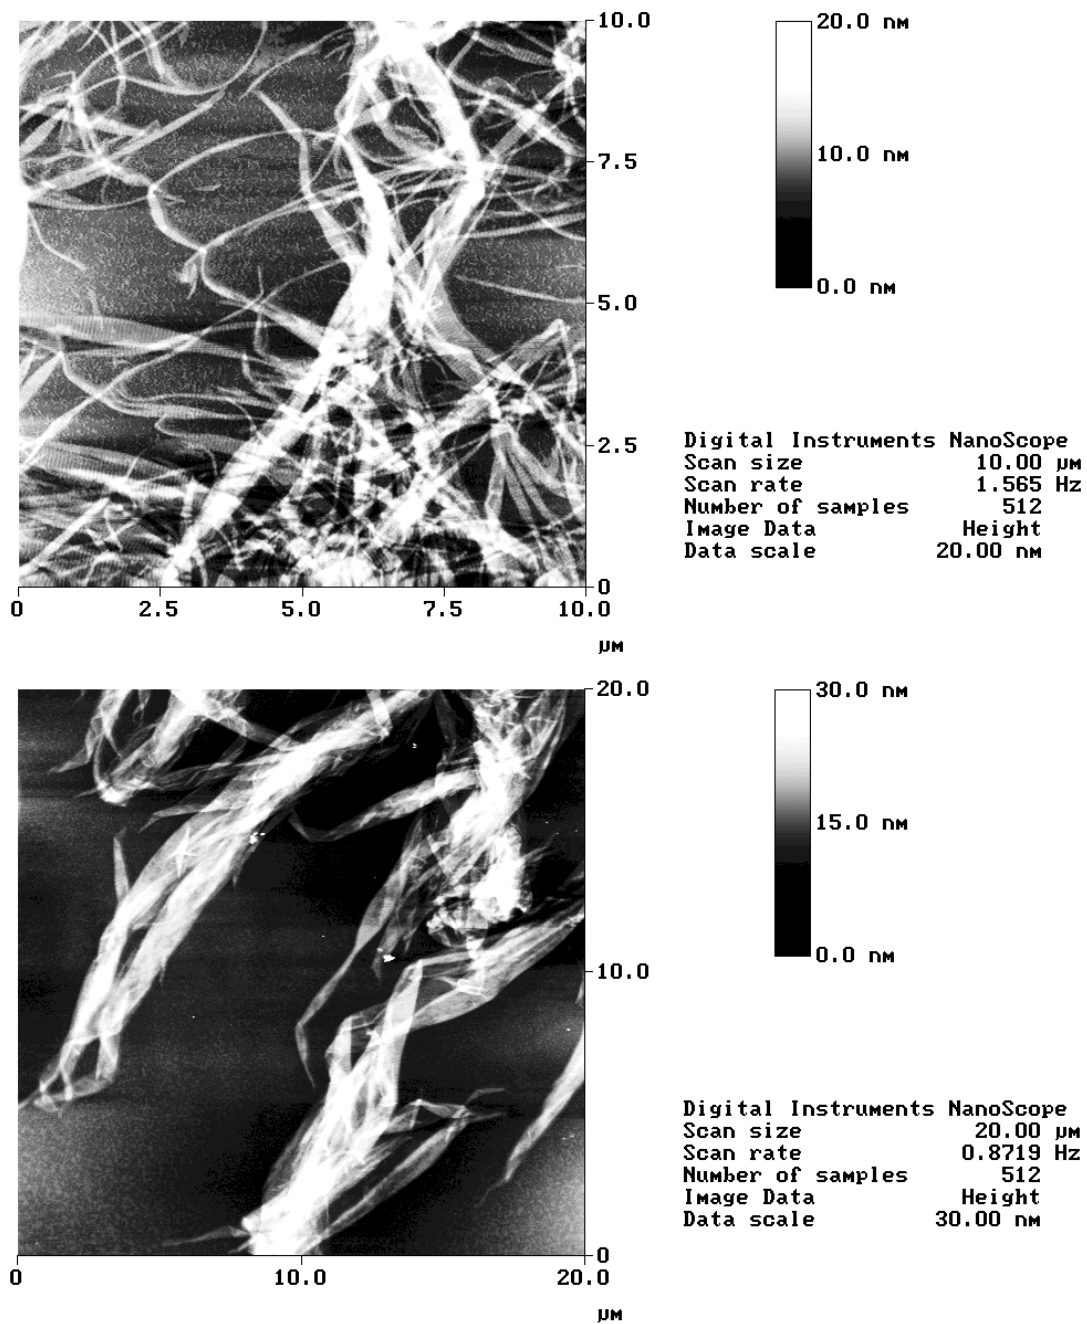 20.0 nm
10.0 nm
0.0 nm
10.0
7.5
5.0
2.5
0
0
2.5
5.0
7.5
10.0
μm
Digital Instruments NanoScope
Scan size 10.00 μm
Scan rate 1.565 Hz
Number of samples 512
Image Data Height
Data scale 20.00 nm
30.0 nm
15.0 nm
0.0 nm
20.0
10.0
0
0
10.0
20.0
μm
Digital Instruments NanoScope
Scan size 20.00 μm
Scan rate 0.8719 Hz
Number of samples 512
Image Data Height
Data scale 30.00 nm